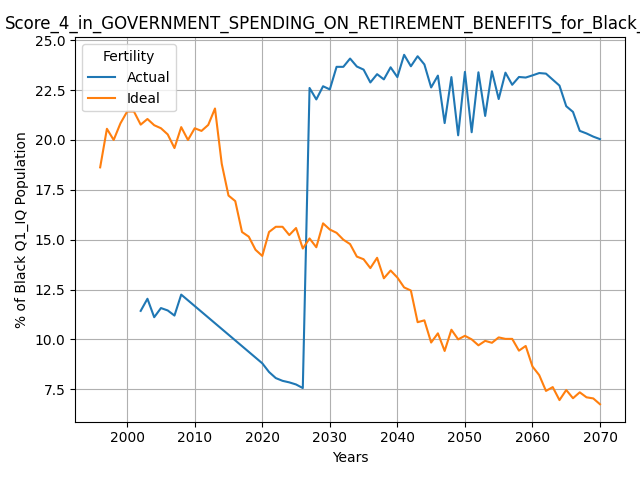 Score_4_in_GOVERNMENT_SPENDING_ON_RETIREMENT_BENEFITS_for_Black_
25.0
22.5
20.0
17.5
15.0
12.5
10.0
7.5
% of Black Q1_IQ Population
Fertility
Actual
Ideal
2000 2010 2020 2030 2040 2050 2060 2070
Years